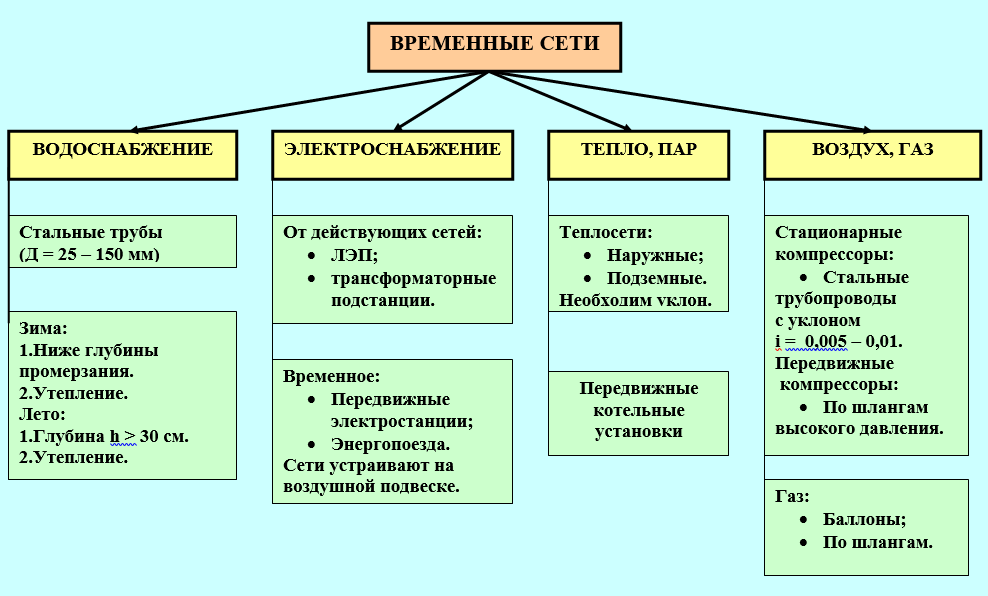 ВРЕМЕННЫЕ СЕТИ
ВОДОСНАБЖЕНИЕ
Стальные трубы
(Д = 25 – 150 мм)
Зима:
1.Ниже глубины
промерзания.
2.Утепление.
Лето:
1.Глубина h > 30 см.
2.Утепление.
ЭЛЕКТРОСНАБЖЕНИЕ
От действующих сетей:
• ЛЭП;
• трансформаторные
подстанции.
Временное:
• Передвижные
электростанции;
• Энергопоезда.
Сети устраивают на
воздушной подвеске.
ТЕПЛО, ПАР
Теплосети:
• Наружные;
• Подземные.
Необходим уклон.
Передвижные
котельные
установки
ВОЗДУХ, ГАЗ
Стационарные
компрессоры:
• Стальные
трубопроводы
с уклоном
i = 0,005 – 0,01.
Передвижные
компрессоры:
• По шлангам
высокого давления.
Газ:
• Баллоны;
• По шлангам.